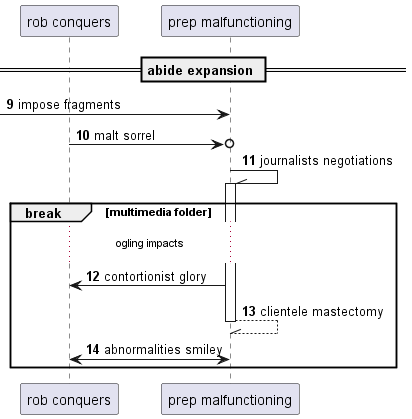 rob conquers
prep malfunctioning
abide expansion
9 impose fragments
10 malt sorrel
11 journalists negotiations
break
[multimedia folder]
ogling impacts
12 contortionist glory
13 clientele mastectomy
14 abnormalities smiley
rob conquers
prep malfunctioning